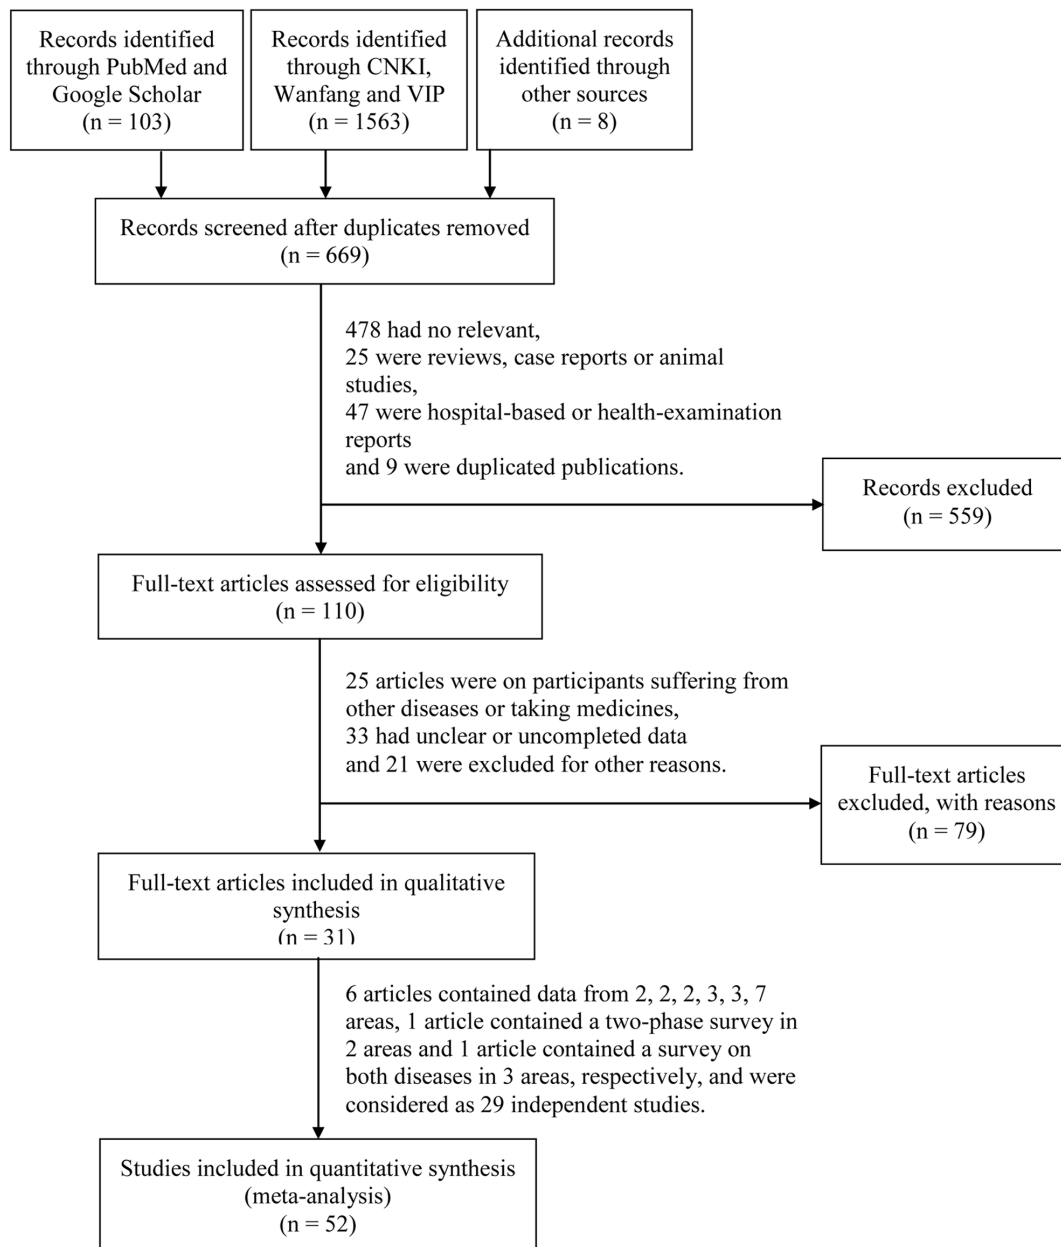 Records identified
through PubMed and
Google Scholar
(n = 103)
Records identified
through CNKI,
Wanfang and VIP
(n = 1563)
Additional records
identified through
other sources
(n = 8)
Records screened after duplicates removed
(n = 669)
478 had no relevant,
25 were reviews, case reports or animal
studies,
47 were hospital-based or health-examination
reports
and 9 were duplicated publications.
Records excluded
(n = 559)
Full-text articles assessed for eligibility
(n = 110)
25 articles were on participants suffering from
other diseases or taking medicines,
33 had unclear or uncompleted data
and 21 were excluded for other reasons.
Full-text articles
excluded, with reasons
(n = 79)
Full-text articles included in qualitative
synthesis
(n = 31)
6 articles contained data from 2, 2, 2, 3, 3, 7
areas, 1 article contained a two-phase survey in
2 areas and 1 article contained a survey on
both diseases in 3 areas, respectively, and were
considered as 29 independent studies.
Studies included in quantitative synthesis
(meta-analysis)
(n = 52)